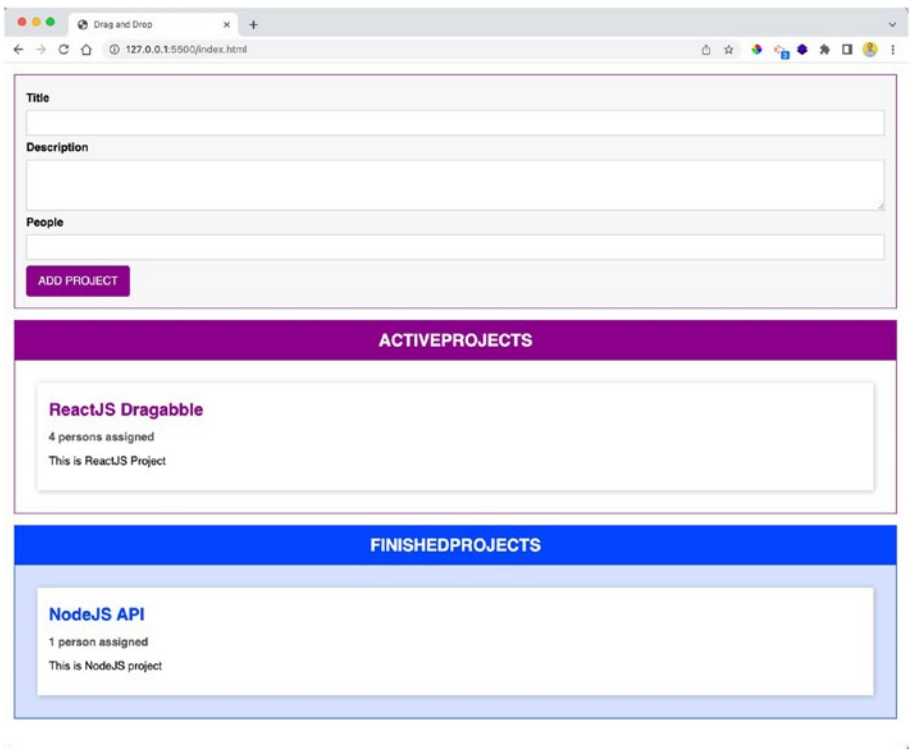 Drag and Drop
127.0.0.1:5500/index.html
3
Title
Description
People
ADD PROJECT
ACTIVEPROJECTS
ReactJS Dragabble
4 persons assigned
This is ReactJS Project
FINISHEDPROJECTS
NodeJS API
1 person assigned
This is NodeJS project